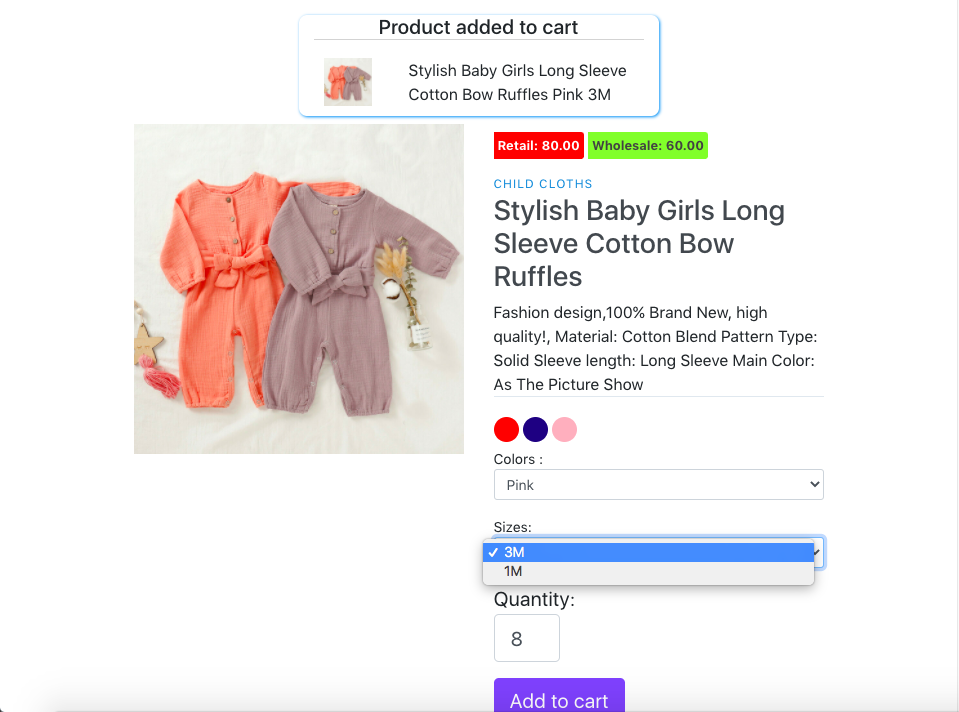 Product added to cart
Stylish Baby Girls Long Sleeve
Cotton Bow Ruffles Pink 3M
Retail: 80.00 Wholesale: 60.00
CHILD CLOTHS
Stylish Baby Girls Long
Sleeve Cotton Bow
Ruffles
Fashion design,100% Brand New, high
quality!, Material: Cotton Blend Pattern Type:
Solid Sleeve length: Long Sleeve Main Color:
As The Picture Show
Colors :
Pink
Sizes:
✓ 3M
1M
Quantity:
8
Add to cart